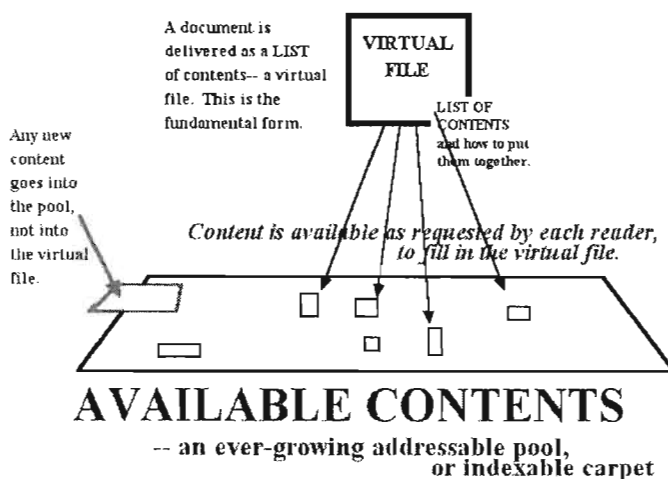 A document is
delivered as a LIST
of contents-- a virtual
file. This is the
fundamental form.
VIRTUAL
FILE
LIST OF
CONTENTS
and how to put
them together.
Any new
content
goes into
the pool,
not into
the virtual
file.
Content is available as requested by each reader,
to fill in the virtual file.
AVAILABLE CONTENTS
-- an ever-growing addressable pool,
or indexable carpet